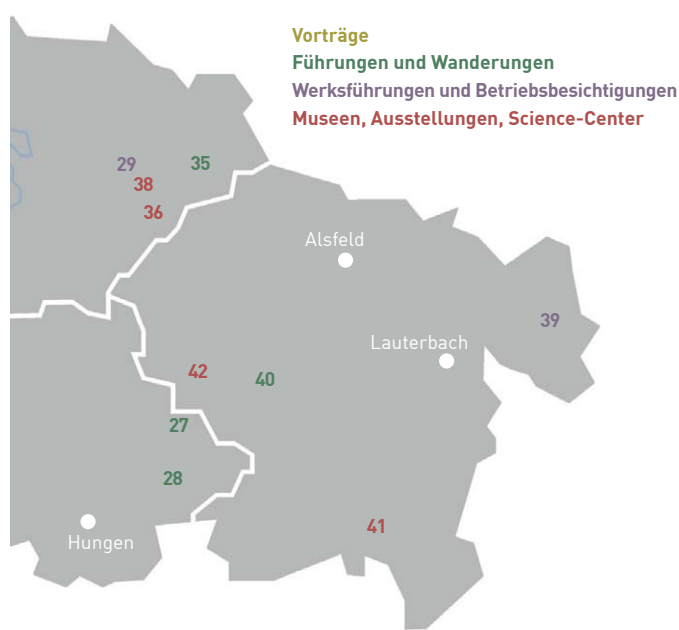 Vorträge
Führungen und Wanderungen
Werksführungen und Betriebsbesichtigungen
Museen, Ausstellungen, Science-Center
29
35
38
36
Alsfeld
39
Lauterbach
42
40
27
28
41
Hungen